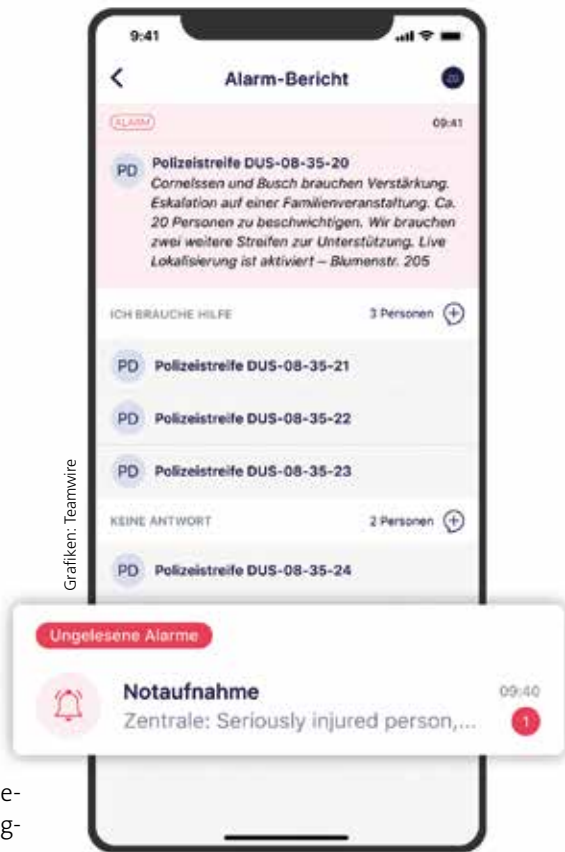 9:41
Alarm-Bericht
20
ALARM
09:41
PD
Polizeistreife DUS-08-35-20
Cornelssen und Busch brauchen Verstärkung.
Eskalation auf einer Familienveranstaltung. Ca.
20 Personen zu beschwichtigen. Wir brauchen
zwei weitere Streifen zur Unterstützung. Live
Lokalisierung ist aktiviert – Blumenstr. 205
ICH BRAUCHE HILFE
3 Personen
PD Polizeistreife DUS-08-35-21
PD Polizeistreife DUS-08-35-22
PD Polizeistreife DUS-08-35-23
KEINE ANTWORT
2 Personen
PD Polizeistreife DUS-08-35-24
Ungelesene Alarme
Notaufnahme
09:40
Zentrale: Seriously injured person,...
1
Grafiken: Teamwire
e-
g-